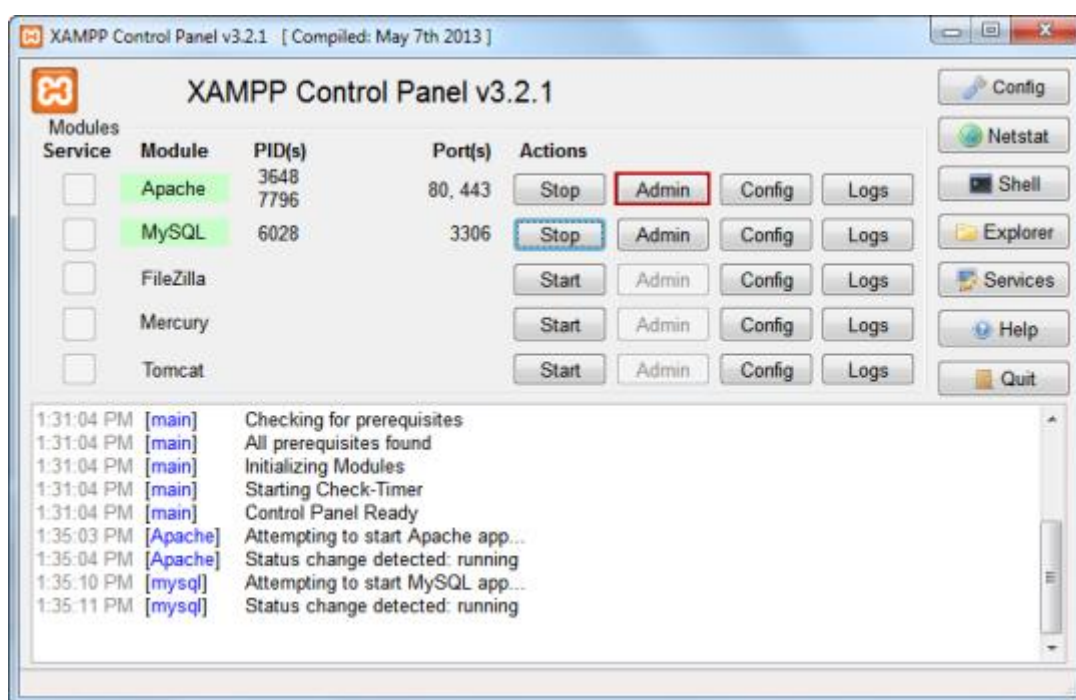 XAMPP Control Panel v3.2.1 [ Compiled: May 7th 2013 ]
XAMPP Control Panel v3.2.1
Config
Modules
Netstat
Service Module PID(s) Port(s) Actions
Apache 3648 7796 80, 443 Stop Admin Config Logs
Shell
MySQL 6028 3306 Stop Admin Config Logs
Explorer
FileZilla Start Admin Config Logs
Services
Mercury Start Admin Config Logs
Help
Tomcat Start Admin Config Logs
Quit
1:31:04 PM [main] Checking for prerequisites
1:31:04 PM [main] All prerequisites found
1:31:04 PM [main] Initializing Modules
1:31:04 PM [main] Starting Check-Timer
1:31:04 PM [main] Control Panel Ready
1:35:03 PM [Apache] Attempting to start Apache app...
1:35:04 PM [Apache] Status change detected: running
1:35:10 PM [mysql] Attempting to start MySQL app...
1:35:11 PM [mysql] Status change detected: running